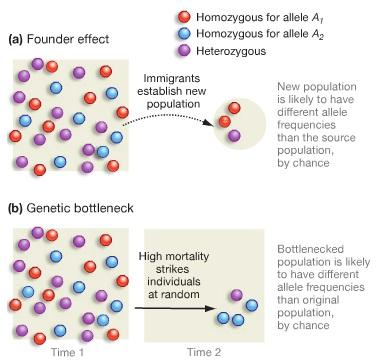 Homozygous for allele A1
Homozygous for allele A2
Heterozygous
(a) Founder effect
Immigrants
establish new
population
New population
is likely to have
different allele
frequencies
than the source
population,
by chance
(b) Genetic bottleneck
High mortality
strikes
individuals
at random
Bottlenecked
population is likely
to have different
allele frequencies
than original
population,
by chance
Time 1
Time 2